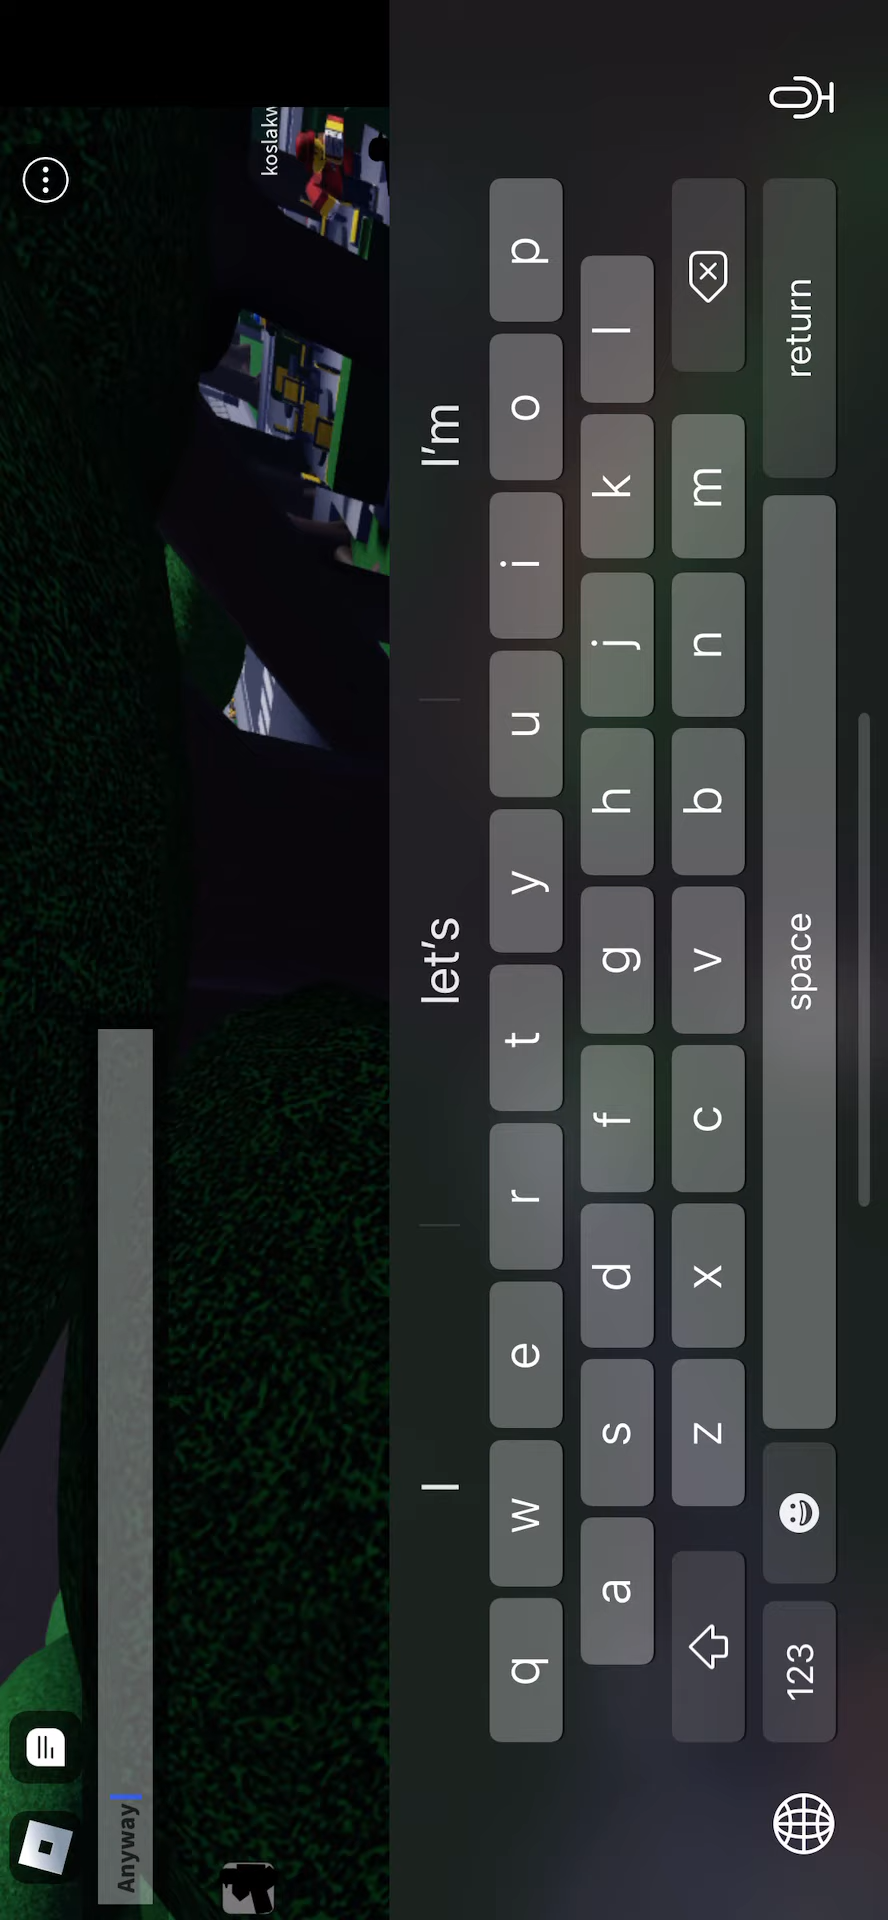 koslakw
Anyway
I
let's
I'm
q w e r t y u i o p
a s d f g h j k l
z x c v b n m
123
space
return